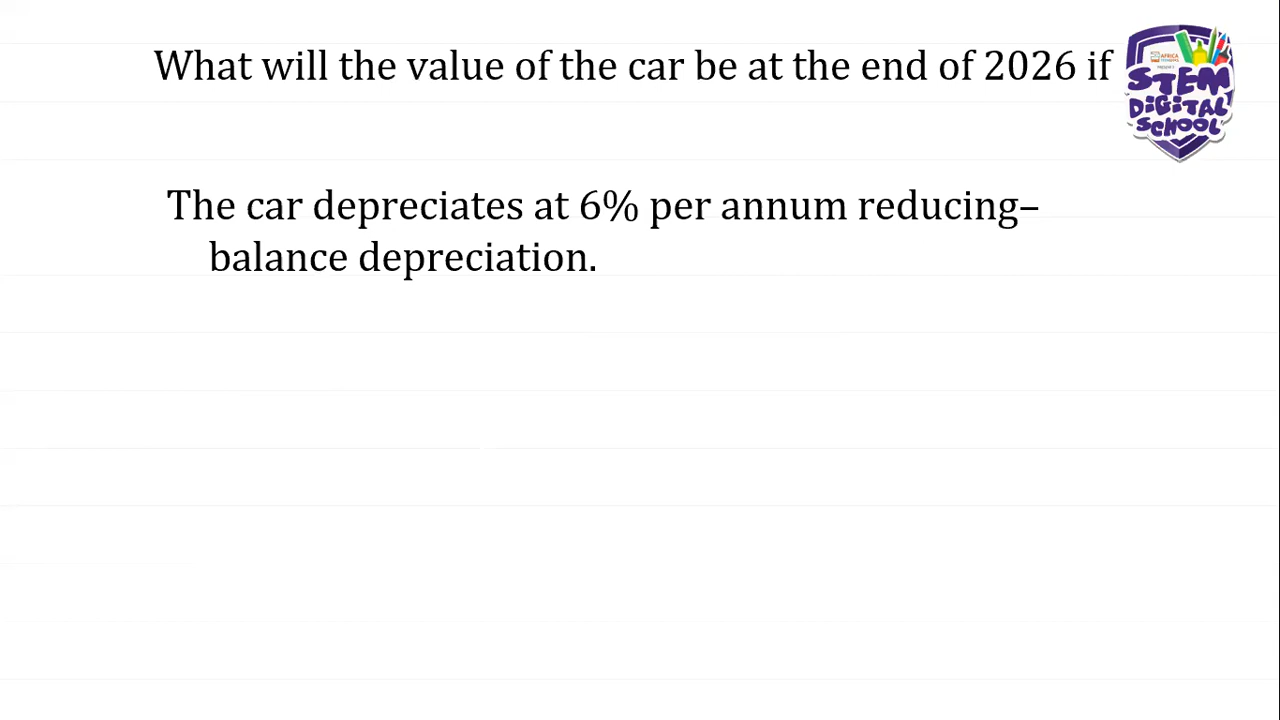 What will the value of the car be at the end of 2026 if
The car depreciates at 6% per annum reducing–
balance depreciation.
STEM
DIGITAL
SCHOOL